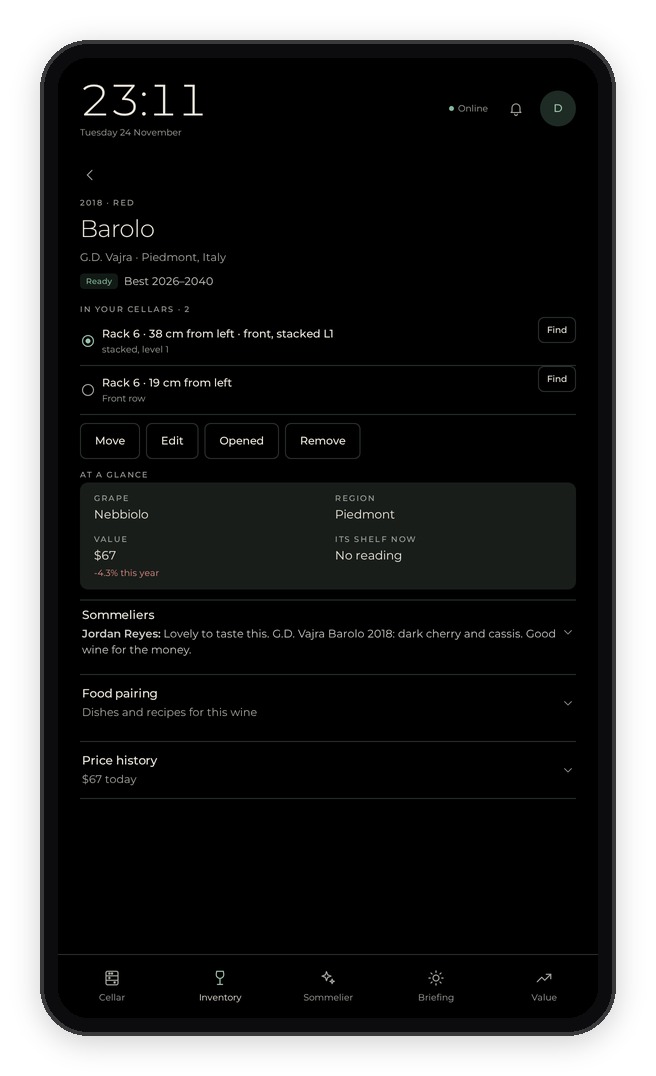 23:11
Tuesday 24 November
Online
D
2018 · RED
Barolo
G.D. Vajra · Piedmont, Italy
Ready Best 2026–2040
IN YOUR CELLARS · 2
Rack 6 · 38 cm from left · front, stacked L1
Find
stacked, level 1
Rack 6 · 19 cm from left
Find
Front row
Move Edit Opened Remove
AT A GLANCE
GRAPE
Nebbiolo
REGION
Piedmont
VALUE
$67
-4.3% this year
ITS SHELF NOW
No reading
Sommeliers
Jordan Reyes: Lovely to taste this. G.D. Vajra Barolo 2018: dark cherry and cassis. Good
wine for the money.
Food pairing
Dishes and recipes for this wine
Price history
$67 today
Cellar Inventory Sommelier Briefing Value